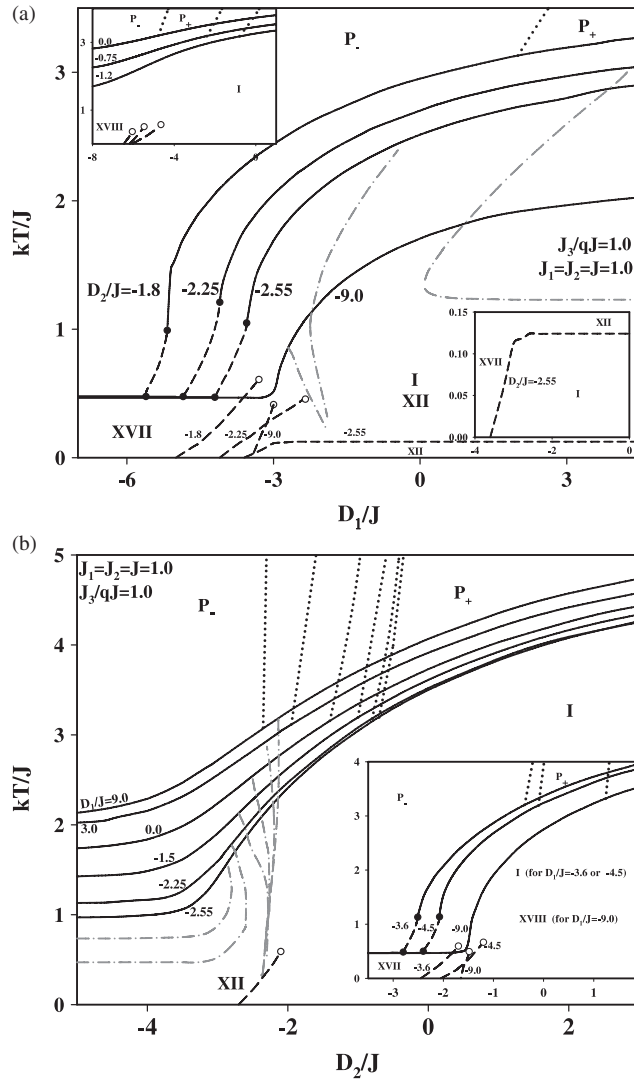 (a)
P-
P+
0.0
-0.75
-1.2
3
1
I
XVIII
-8
-4
0
P-
P+
3
2
1
0
kT/J
D2/J=-1.8
-2.25
-2.55
-9.0
J3/qJ=1.0
J1=J2=J=1.0
I
XII
XVII
-1.8
-2.25
-9.0
-2.55
XII
0.15
0.10
0.05
0.00
XII
XVII
D2/J=-2.55
I
-4
-2
0
-6
-3
0
3
D1/J
(b)
5
4
3
2
1
0
kT/J
J1=J2=J=1.0
J3/qJ=1.0
P-
P+
I
D1/J=9.0
3.0
0.0
-1.5
-2.25
-2.55
XII
4
3
2
1
0
P-
P+
I (for D1/J=-3.6 or -4.5)
XVIII (for D1/J=-9.0)
-3.6
-4.5
-9.0
XVII
-3.6
-9.0
-4.5
-3
-2
-1
0
1
-4
-2
0
2
D2/J